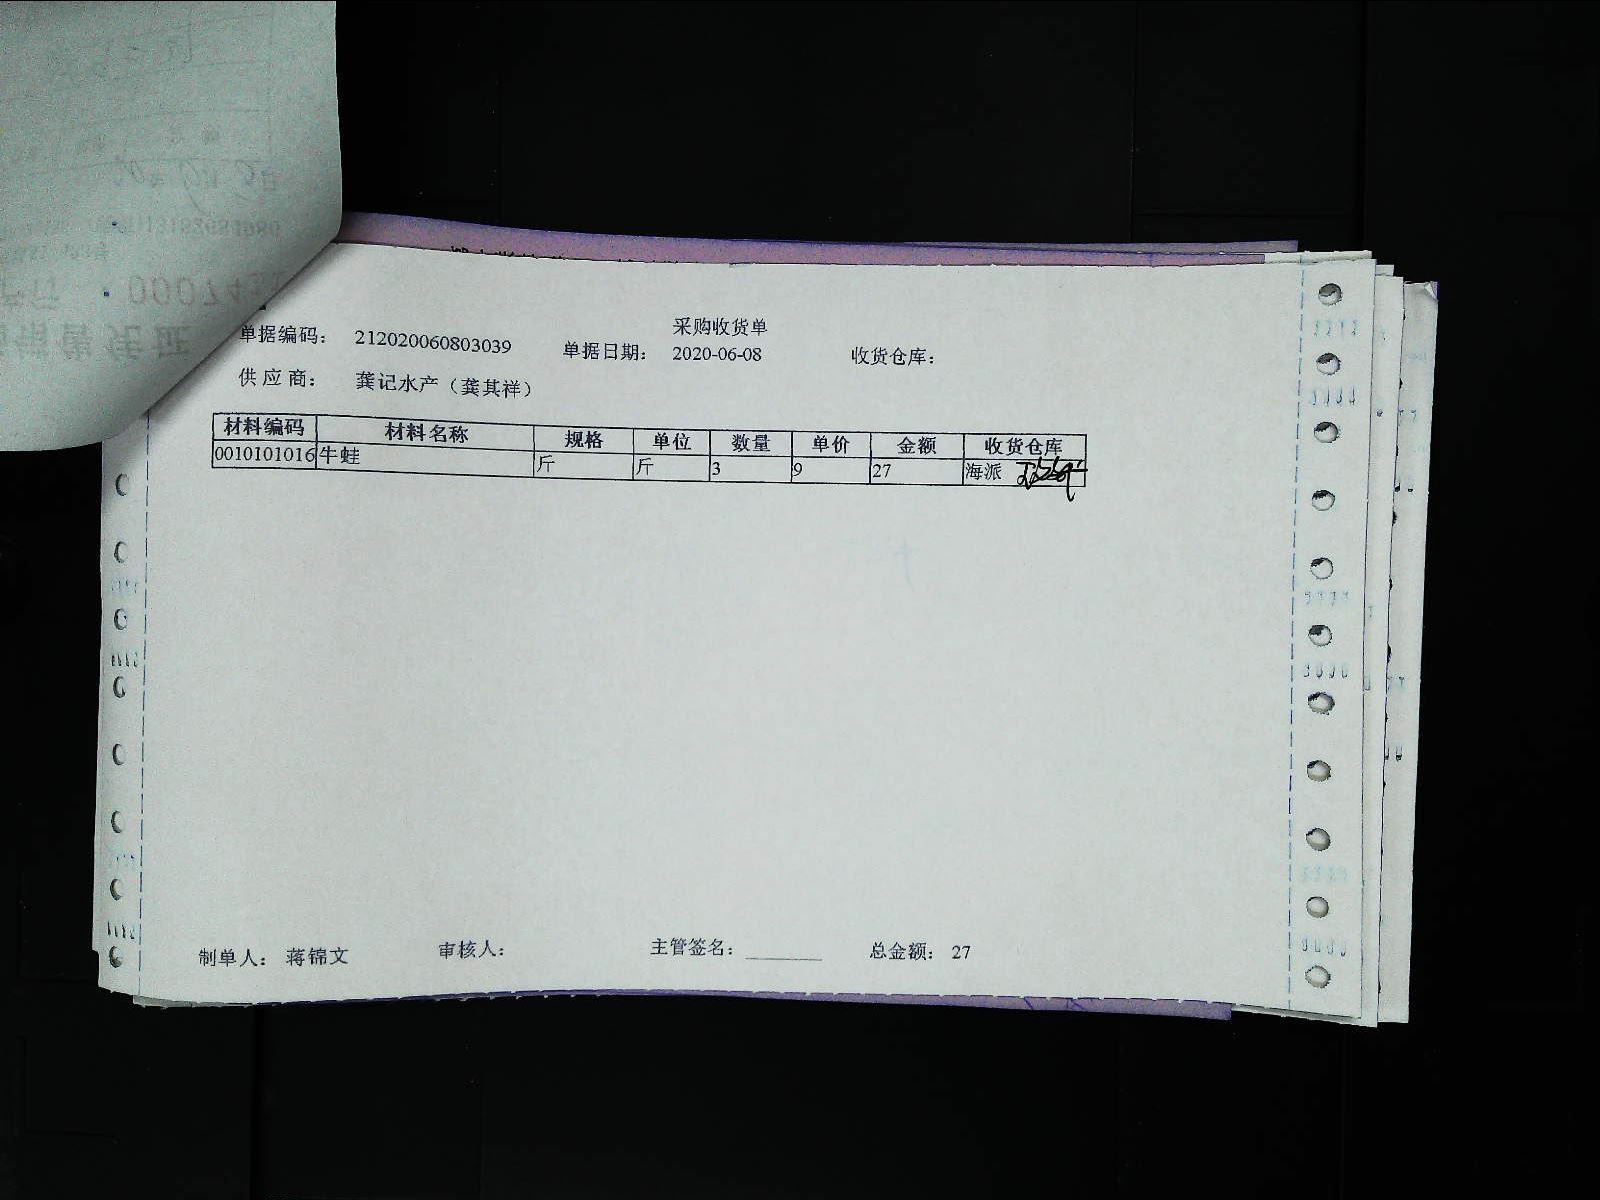 采购收货单
单据编码: 212020060803039 单据日期: 2020-06-08 收货仓库:
供应商: 龚记水产（龚其祥）
材料编码 材料名称 规格 单位 数量 单价 金额 收货仓库
0010101016 牛蛙 斤 斤 3 9 27 海派
制单人: 蒋锦文 审核人: 主管签名: 总金额: 27